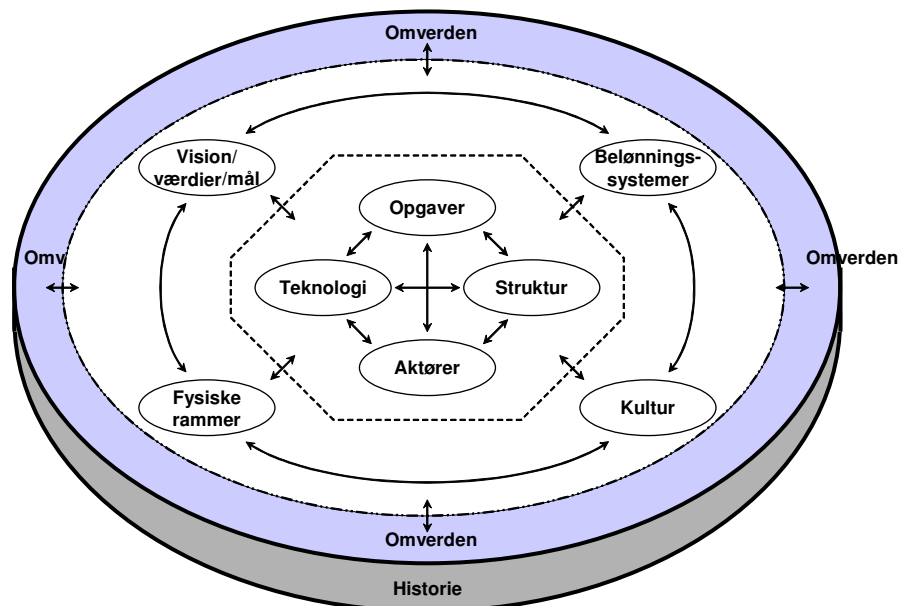 Omverden
Vision/
værdier/mål
Belønnings-
systemer
Opgaver
Omv
Omverden
Teknologi
Struktur
Aktører
Fysiske
rammer
Kultur
Omverden
Historie